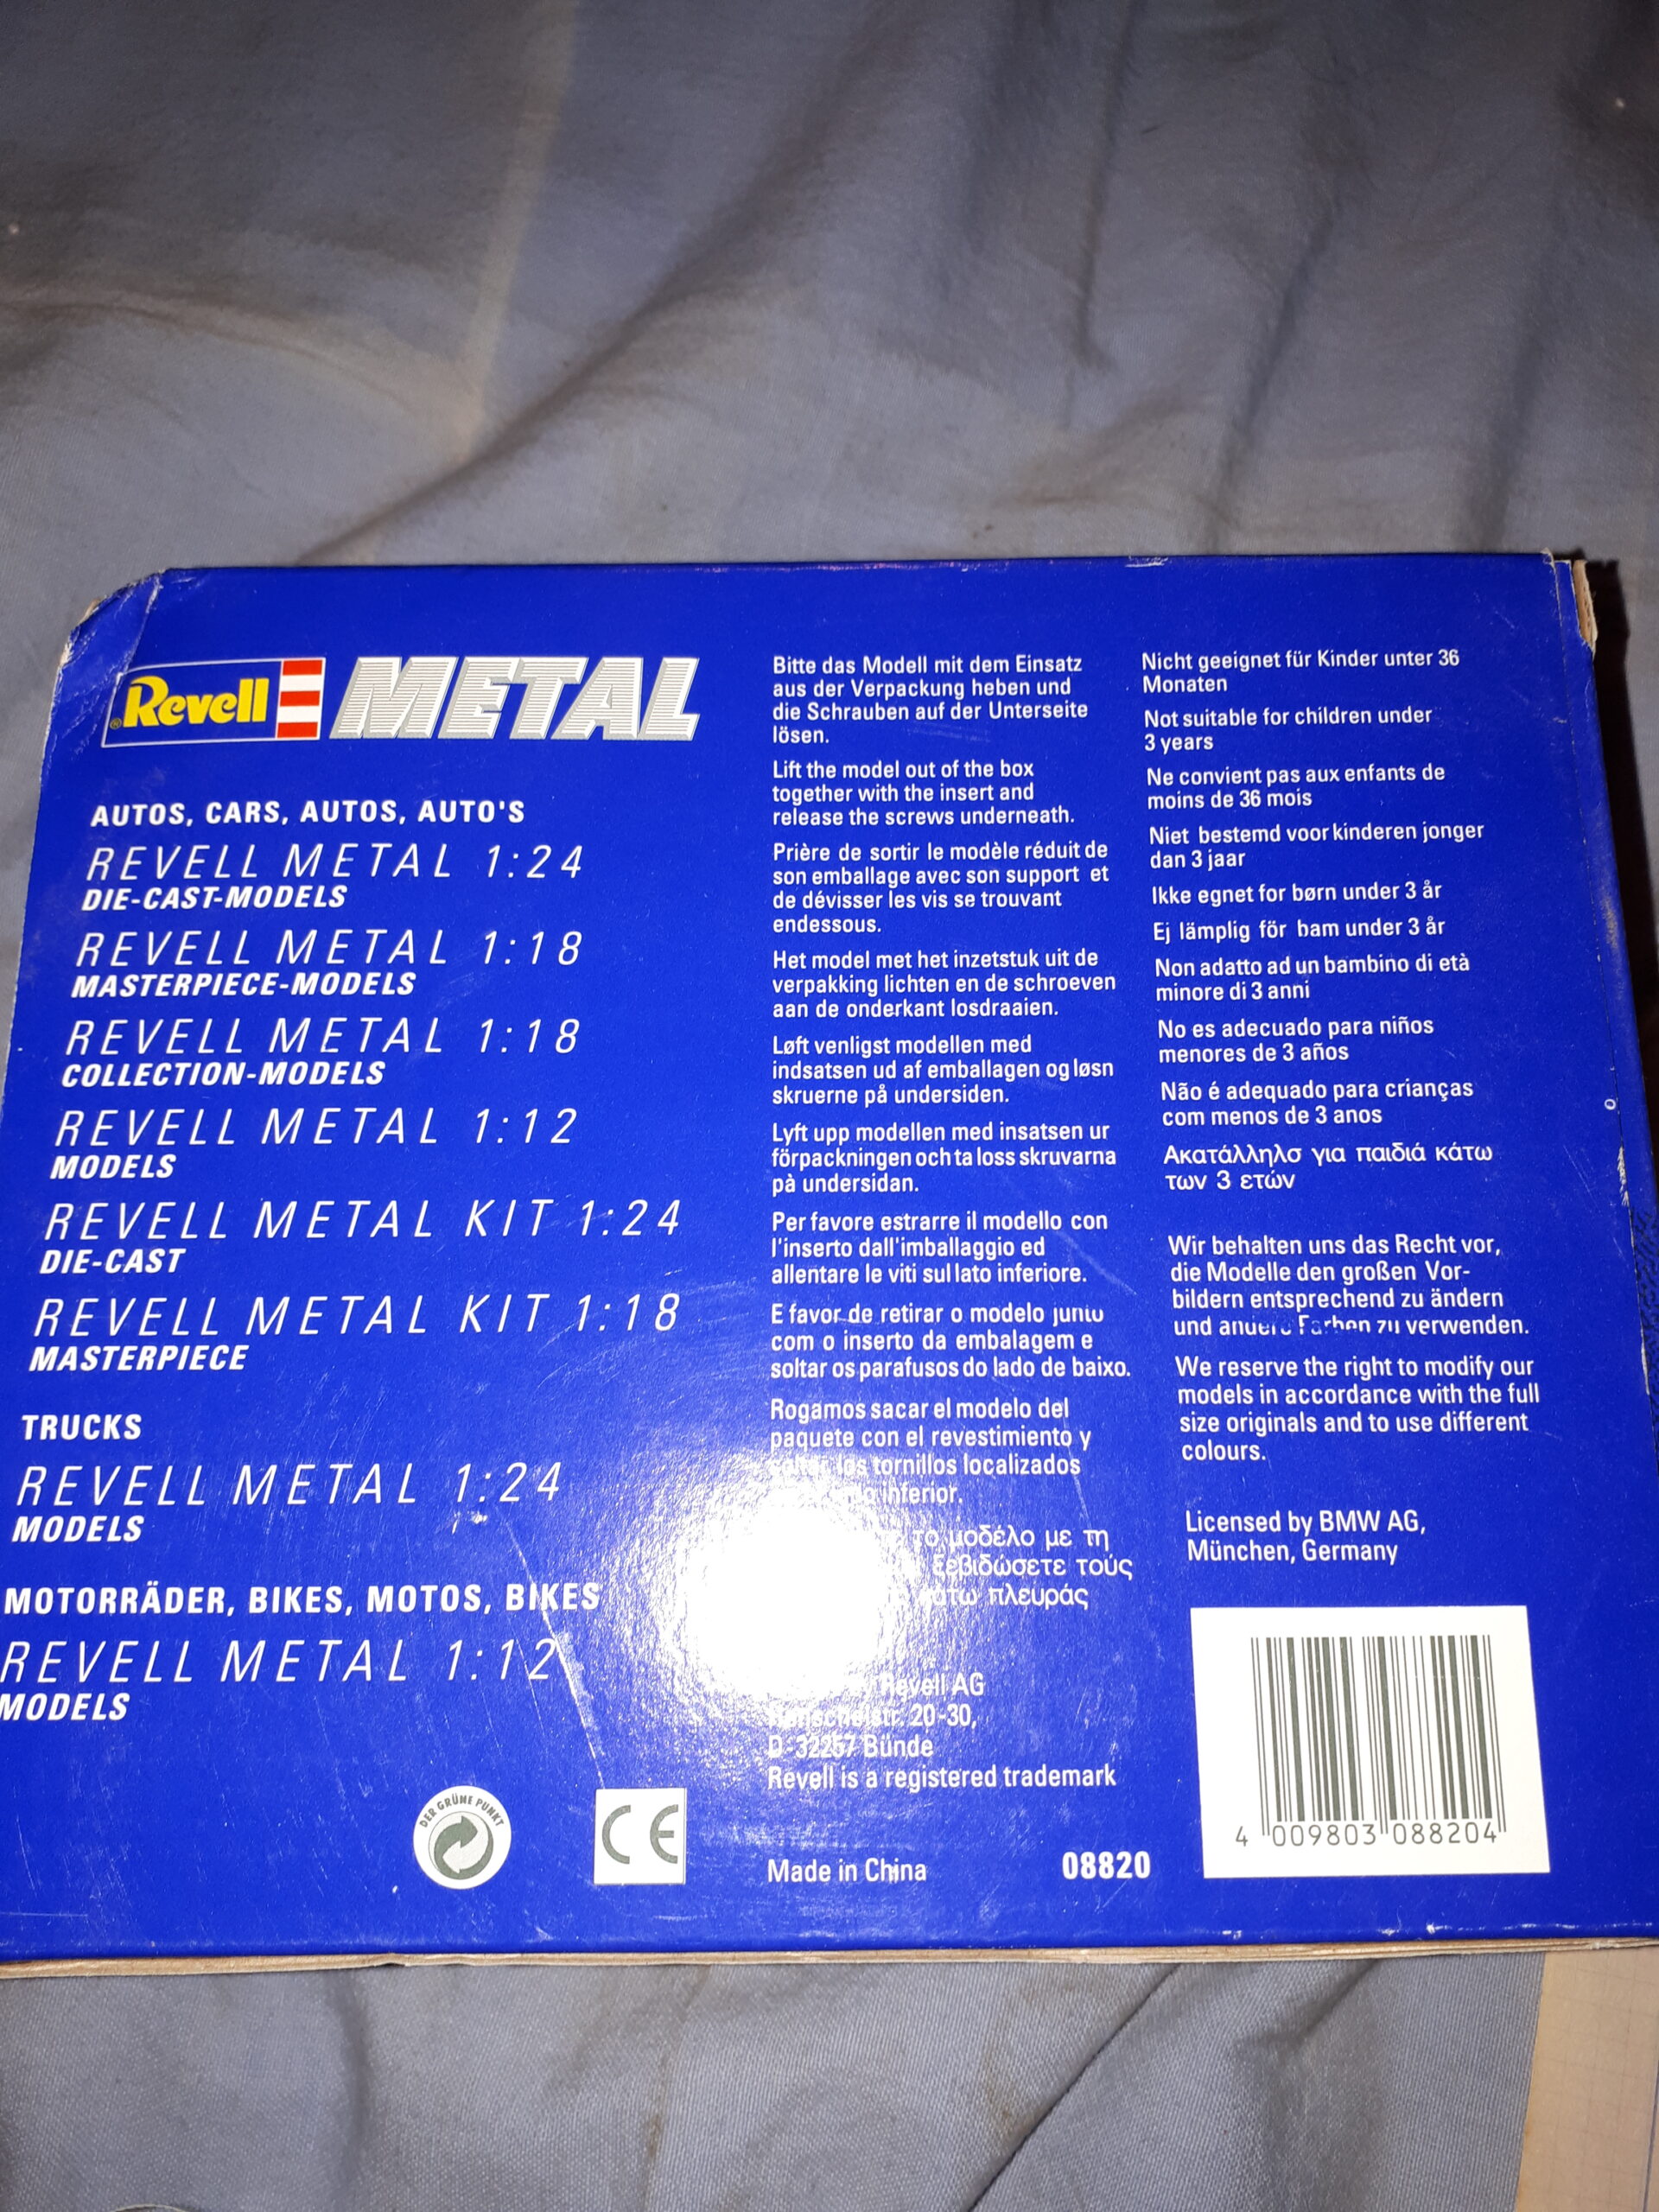 Revell METAL
AUTOS, CARS, AUTOS, AUTO'S
REVELL METAL 1:24
DIE-CAST-MODELS
REVELL METAL 1:18
MASTERPIECE-MODELS
REVELL METAL 1:18
COLLECTION-MODELS
REVELL METAL 1:12
MODELS
REVELL METAL KIT 1:24
DIE-CAST
REVELL METAL KIT 1:18
MASTERPIECE
TRUCKS
REVELL METAL 1:24
MODELS
MOTORRÄDER, BIKES, MOTOS, BIKES
REVELL METAL 1:12
MODELS
DER GRÜNE PUNKT
CE
Bitte das Modell mit dem Einsatz
aus der Verpackung heben und
die Schrauben auf der Unterseite
lösen.
Lift the model out of the box
together with the insert and
release the screws underneath.
Prière de sortir le modèle réduit de
son emballage avec son support et
de dévisser les vis se trouvant
endessous.
Het model met het inzetstuk uit de
verpakking lichten en de schroeven
aan de onderkant losdraaien.
Løft venligst modellen med
indsatsen ud af emballagen og løsn
skruerne på undersiden.
Lyft upp modellen med insatsen ur
förpackningen och ta loss skruvarna
på undersidan.
Per favore estrarre il modello con
l'inserto dall'imballaggio ed
allentare le viti sul lato inferiore.
E favor de retirar o modelo junto
com o inserto da embalagem e
soltar os parafusos do lado de baixo.
Rogamos sacar el modelo del
paquete con el revestimiento y
los tornillos localizados
inferior.
το μοδέλο με τη
ξεβιδώσετε τούς
κάτω πλευράς
Revell AG
20-30,
D-32257 Bünde
Revell is a registered trademark
Made in China
08820
Nicht geeignet für Kinder unter 36
Monaten
Not suitable for children under
3 years
Ne convient pas aux enfants de
moins de 36 mois
Niet bestemd voor kinderen jonger
dan 3 jaar
Ikke egnet for børn under 3 år
Ej lämplig för bam under 3 år
Non adatto ad un bambino di età
minore di 3 anni
No es adecuado para niños
menores de 3 años
Não é adequado para crianças
com menos de 3 anos
Ακατάλληλσ για παιδιά κάτω
των 3 ετών
Wir behalten uns das Recht vor,
die Modelle den großen Vor-
bildern entsprechend zu ändern
und andere Farben zu verwenden.
We reserve the right to modify our
models in accordance with the full
size originals and to use different
colours.
Licensed by BMW AG,
München, Germany
4 009803 088204